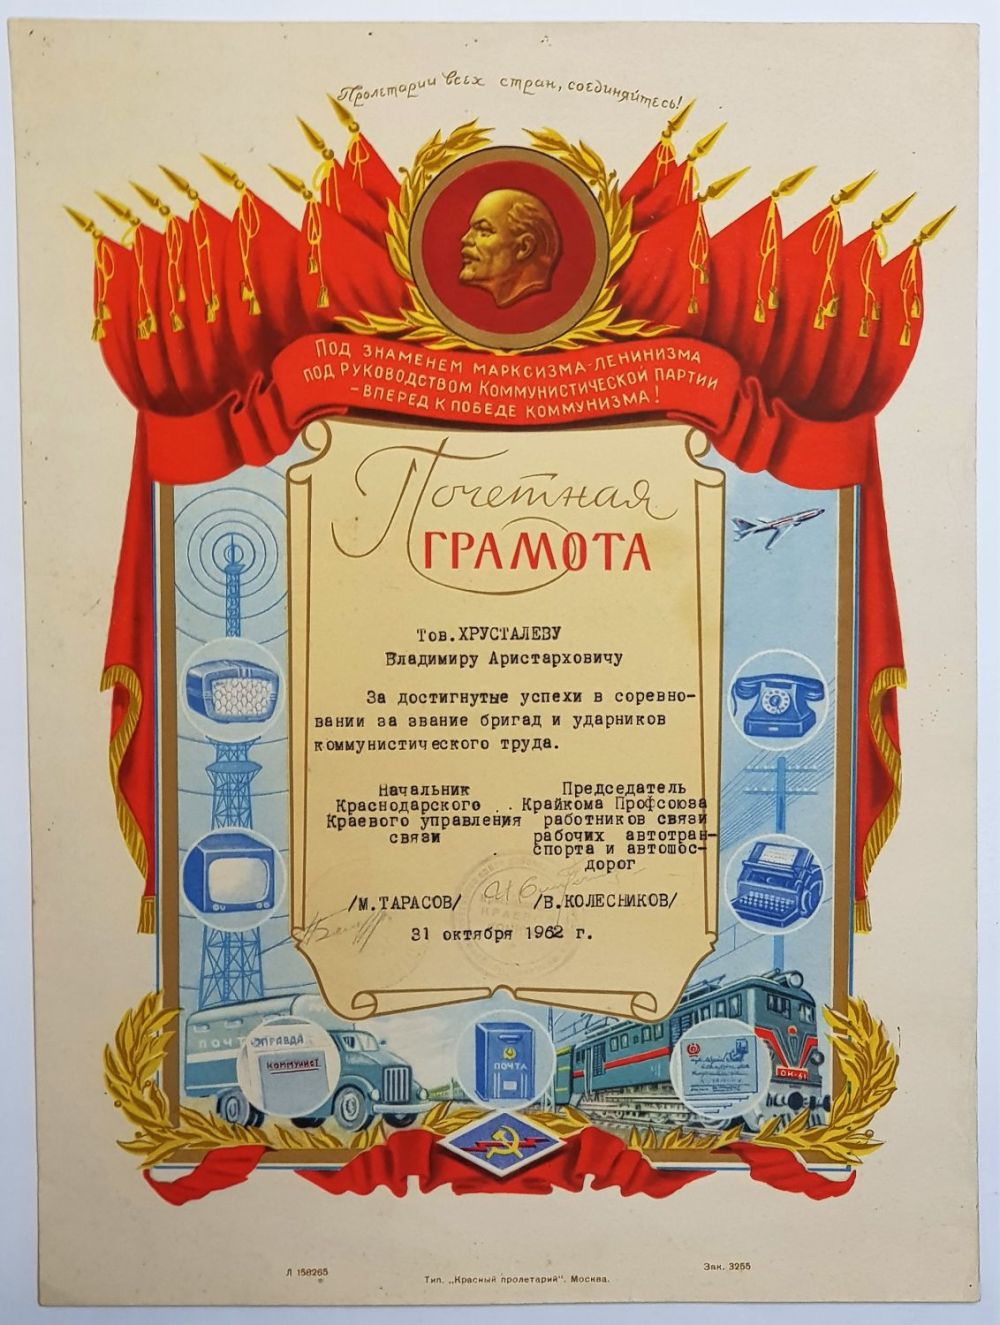 Пролетарии всех стран, соединяйтесь!
Под знаменем марксизма-ленинизма
под руководством Коммунистической партии
- вперед к победе коммунизма!
Почетная
ГРАМОТА
Тов.ХРУСТАЛЕВУ
Владимиру Аристарховичу
За достигнутые успехи в соревно-
вании за звание бригад и ударников
коммунистического труда.
Начальник
Краснодарского
Краевого управления
связи
/М.ТАРАСОВ/
Председатель
Крайкома Профсоюза
работников связи
рабочих автотран-
спорта и автошос-
дорог
/В.КОЛЕСНИКОВ/
31 октября 1962 г.
ПОЧТ
ПРАВДА
КОММУНИСТ
ПОЧТА
Л 158265
Тип. „Красный пролетарий". Москва.
Зак. 3255